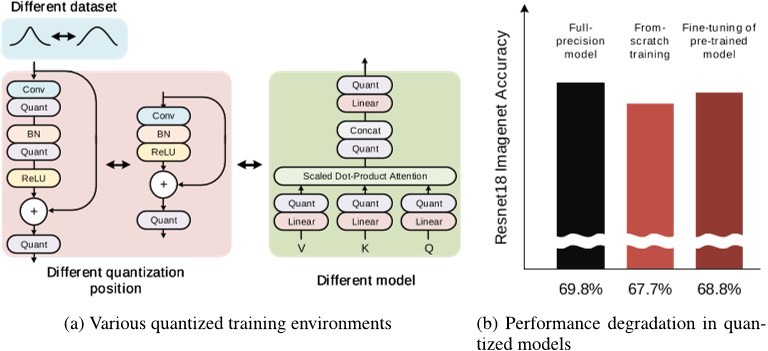 Different dataset
Conv
Quant
BN
Quant
ReLU
+
Quant
Conv
BN
ReLU
+
Quant
Different quantization
position
Quant
Linear
Concat
Quant
Scaled Dot-Product Attention
Quant
Quant
Quant
Linear
Linear
Linear
V
K
Q
Different model
(a) Various quantized training environments
Resnet18 Imagenet Accuracy
Full-
precision
model
From-
scratch
training
Fine-tuning of
pre-trained
model
69.8%
67.7%
68.8%
(b) Performance degradation in quan-
tized models